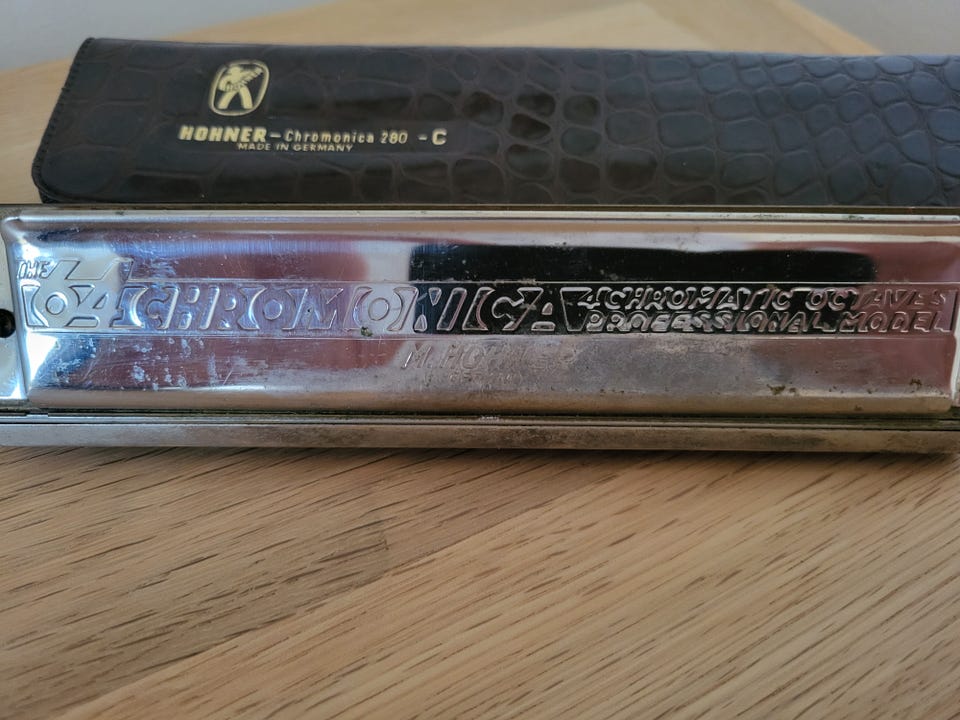 HOHNER - Chromonica 280 - C
MADE IN GERMANY
THE
64 CHROMONICA
4 CHROMATIC OCTAVES
PROFESSIONAL MODEL
M. HOHNER